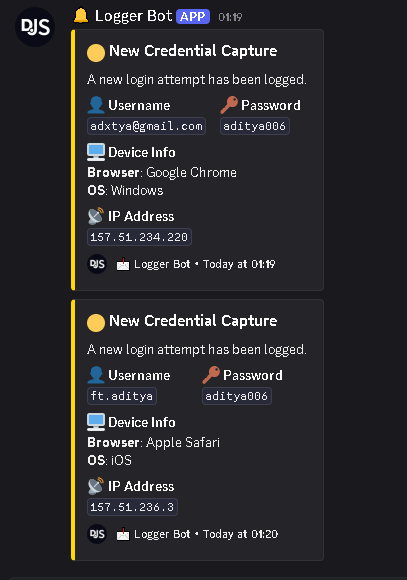 DJS
🔔 Logger Bot APP 01:19
🟡 New Credential Capture
A new login attempt has been logged.
👤 Username 🔑 Password
adxtya@gmail.com aditya006
🖥️ Device Info
Browser: Google Chrome
OS: Windows
📡 IP Address
157.51.234.220
DJS 📩 Logger Bot • Today at 01:19
🟡 New Credential Capture
A new login attempt has been logged.
👤 Username 🔑 Password
ft.aditya aditya006
🖥️ Device Info
Browser: Apple Safari
OS: iOS
📡 IP Address
157.51.236.3
DJS 📩 Logger Bot • Today at 01:20